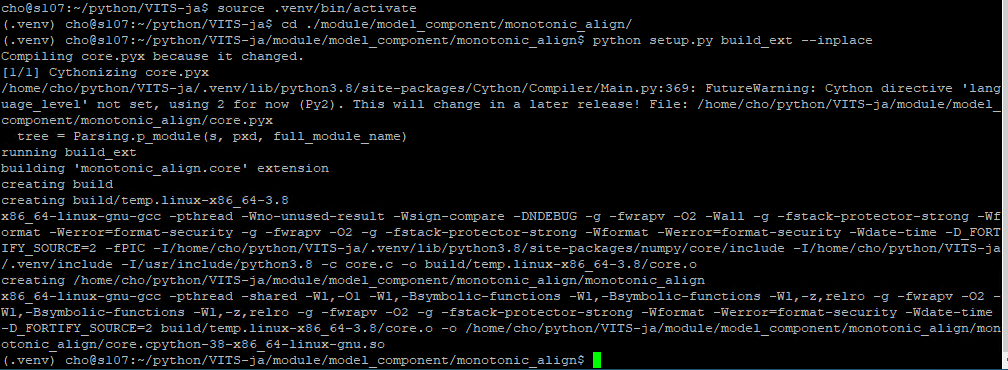 cho@s107:~/python/VITS-ja$ source .venv/bin/activate
(.venv) cho@s107:~/python/VITS-ja$ cd ./module/model_component/monotonic_align/
(.venv) cho@s107:~/python/VITS-ja/module/model_component/monotonic_align$ python setup.py build_ext --inplace
Compiling core.pyx because it changed.
[1/1] Cythonizing core.pyx
/home/cho/python/VITS-ja/.venv/lib/python3.8/site-packages/Cython/Compiler/Main.py:369: FutureWarning: Cython directive 'lang
uage_level' not set, using 2 for now (Py2). This will change in a later release! File: /home/cho/python/VITS-ja/module/model_
component/monotonic_align/core.pyx
  tree = Parsing.p_module(s, pxd, full_module_name)
running build_ext
building 'monotonic_align.core' extension
creating build
creating build/temp.linux-x86_64-3.8
x86_64-linux-gnu-gcc -pthread -Wno-unused-result -Wsign-compare -DNDEBUG -g -fwrapv -O2 -Wall -g -fstack-protector-strong -Wf
ormat -Werror=format-security -g -fwrapv -O2 -g -fstack-protector-strong -Wformat -Werror=format-security -Wdate-time -D_FORT
IFY_SOURCE=2 -fPIC -I/home/cho/python/VITS-ja/.venv/lib/python3.8/site-packages/numpy/core/include -I/home/cho/python/VITS-ja
/.venv/include -I/usr/include/python3.8 -c core.c -o build/temp.linux-x86_64-3.8/core.o
creating /home/cho/python/VITS-ja/module/model_component/monotonic_align/monotonic_align
x86_64-linux-gnu-gcc -pthread -shared -Wl,-O1 -Wl,-Bsymbolic-functions -Wl,-Bsymbolic-functions -Wl,-z,relro -g -fwrapv -O2 -
Wl,-Bsymbolic-functions -Wl,-z,relro -g -fwrapv -O2 -g -fstack-protector-strong -Wformat -Werror=format-security -Wdate-time
-D_FORTIFY_SOURCE=2 build/temp.linux-x86_64-3.8/core.o -o /home/cho/python/VITS-ja/module/model_component/monotonic_align/mon
otonic_align/core.cpython-38-x86_64-linux-gnu.so
(.venv) cho@s107:~/python/VITS-ja/module/model_component/monotonic_align$